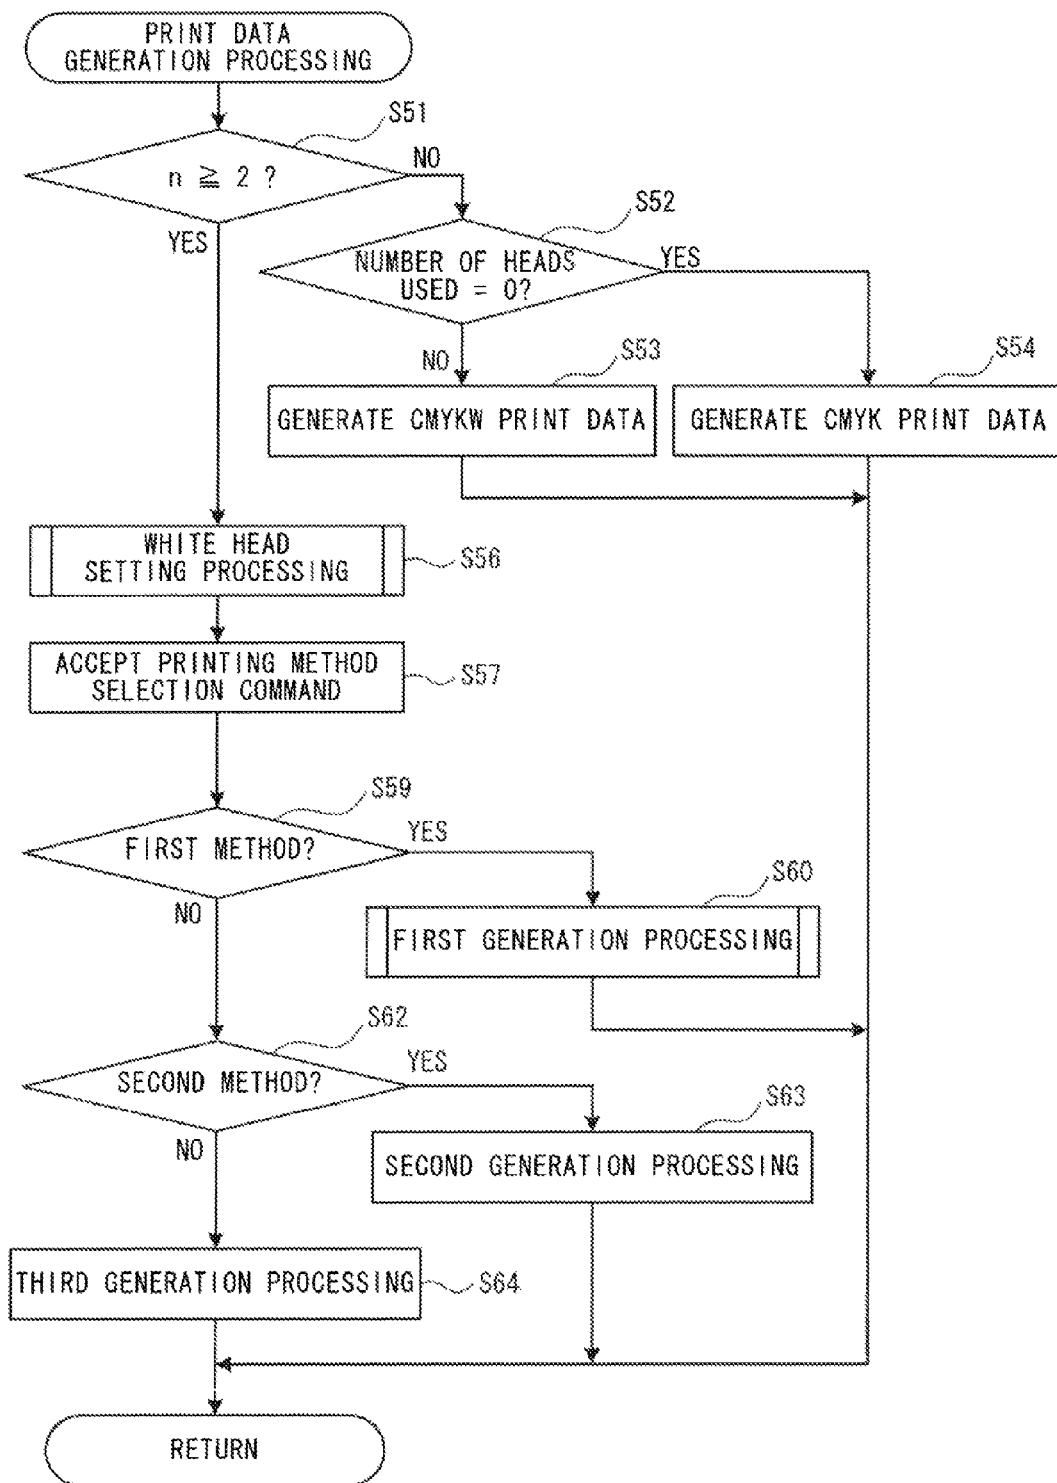 PRINT DATA
GENERATION PROCESSING
S51
n ≧ 2 ?
NO
YES
S52
NUMBER OF HEADS
USED = 0?
YES
NO
S53
S54
GENERATE CMYKW PRINT DATA
GENERATE CMYK PRINT DATA
WHITE HEAD
SETTING PROCESSING
S56
ACCEPT PRINTING METHOD
SELECTION COMMAND
S57
S59
FIRST METHOD?
YES
NO
S60
FIRST GENERATION PROCESSING
S62
SECOND METHOD?
YES
NO
S63
SECOND GENERATION PROCESSING
THIRD GENERATION PROCESSING
S64
RETURN